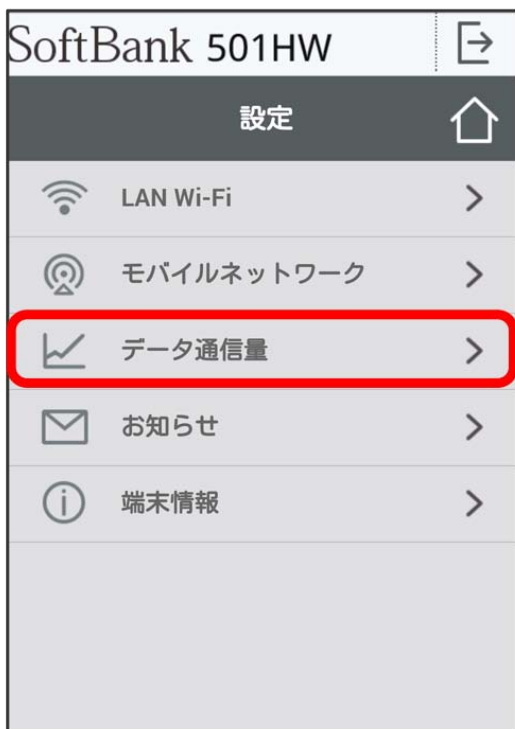 SoftBank 501HW
設定
LAN Wi-Fi
モバイルネットワーク
データ通信量
お知らせ
端末情報